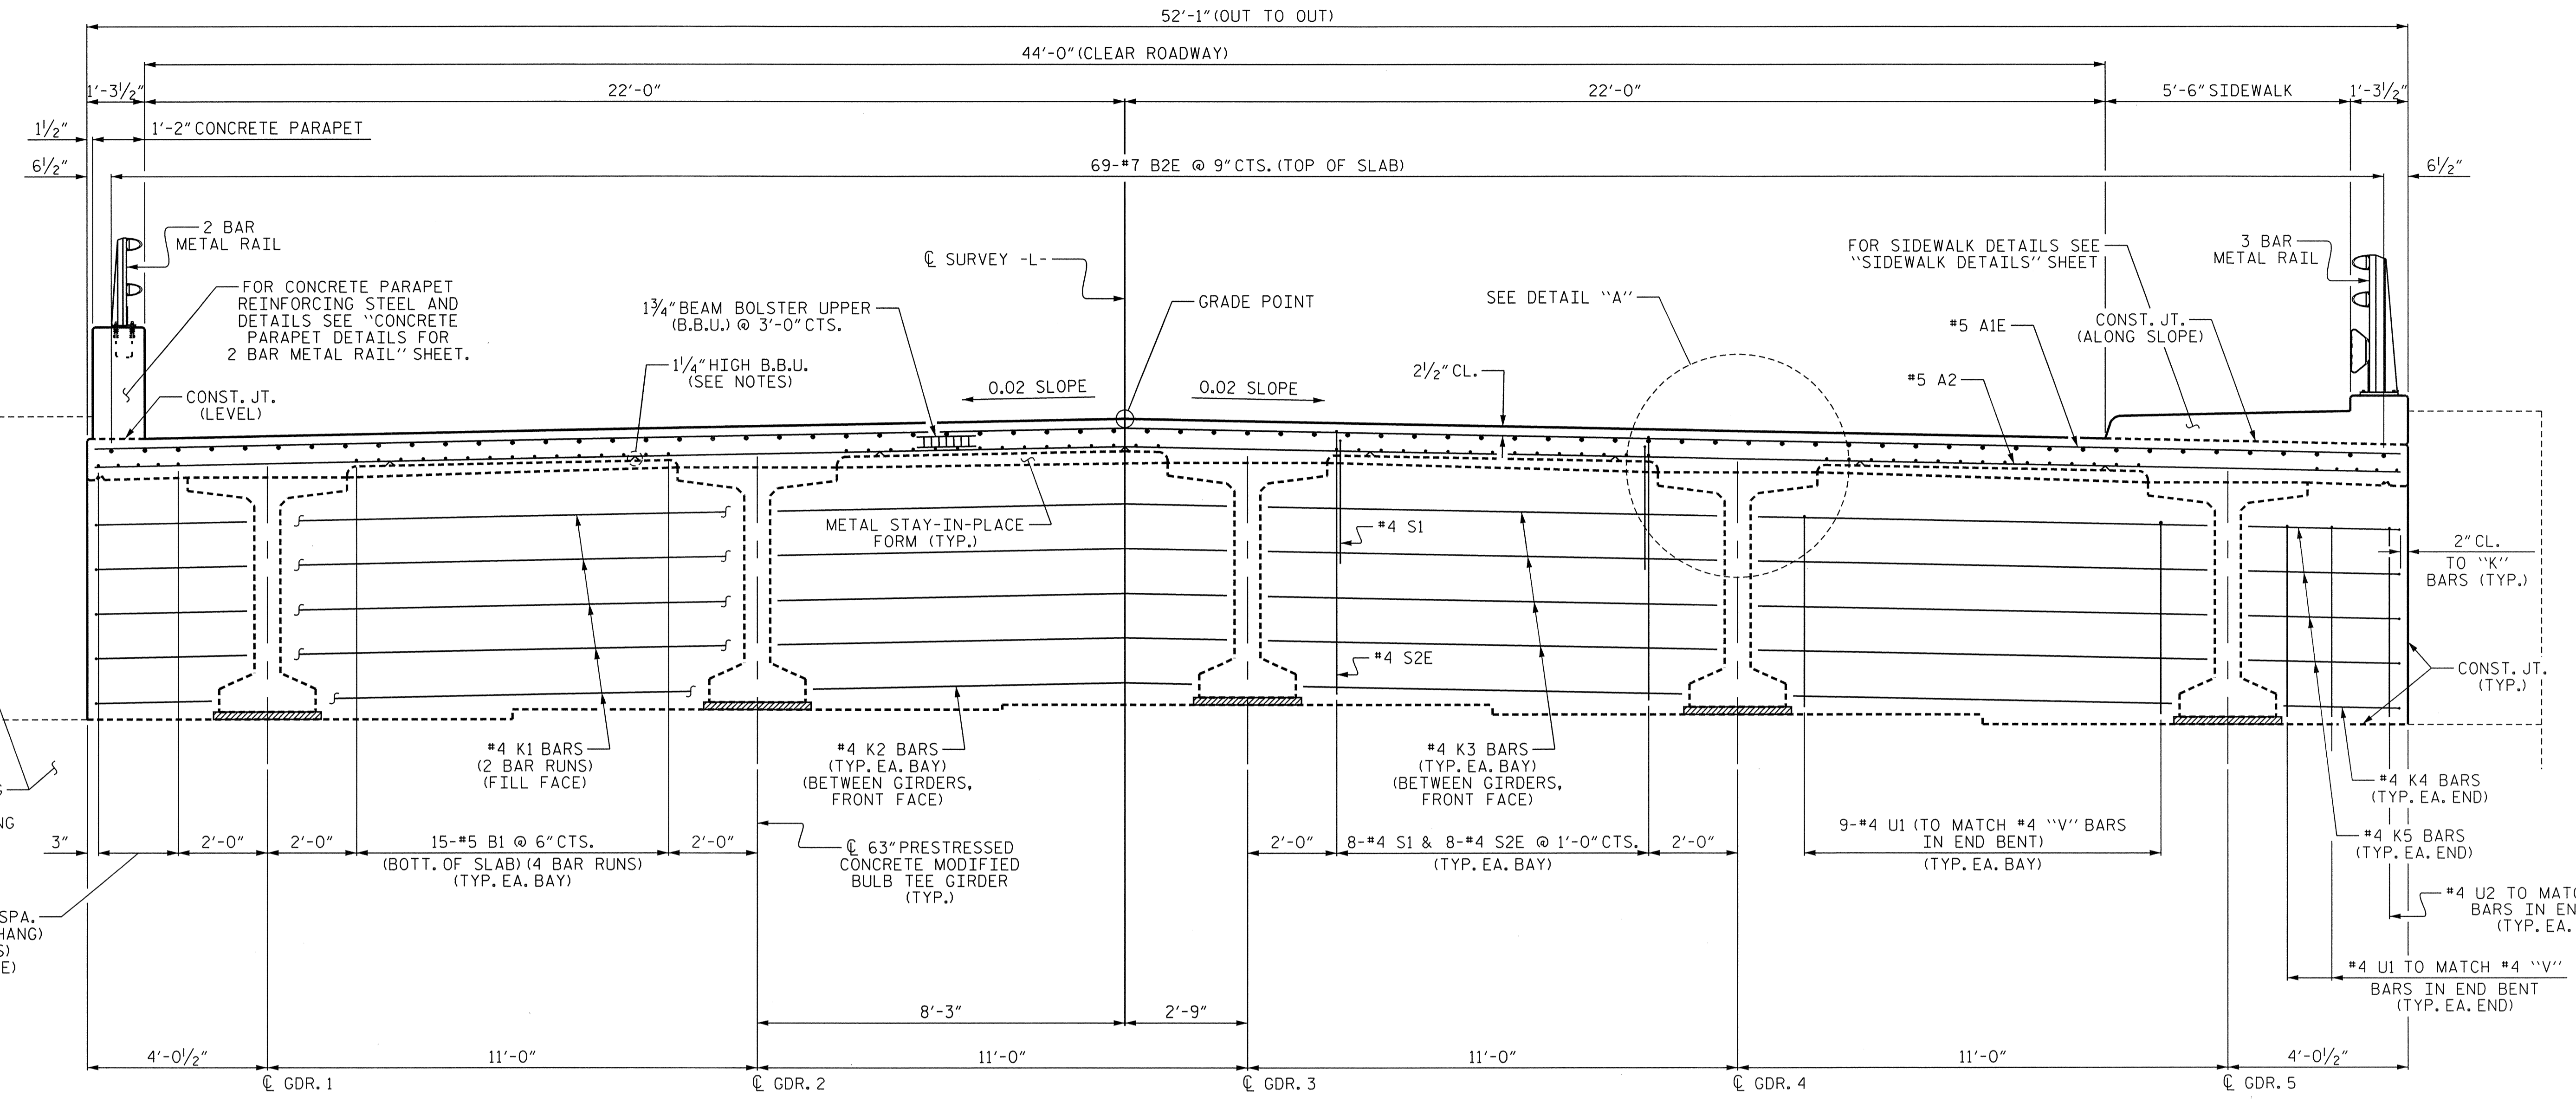 52'-1" (OUT TO OUT)
44'-0" (CLEAR ROADWAY)
1'-3½"
22'-0"
22'-0"
5'-6" SIDEWALK
1'-3½"
1½"
1'-2" CONCRETE PARAPET
6½"
69-#7 B2E @ 9" CTS. (TOP OF SLAB)
6½"
2 BAR
METAL RAIL
FOR CONCRETE PARAPET
REINFORCING STEEL AND
DETAILS SEE "CONCRETE
PARAPET DETAILS FOR
2 BAR METAL RAIL" SHEET.
CONST. JT.
(LEVEL)
1¾" BEAM BOLSTER UPPER
(B.B.U.) @ 3'-0" CTS.
1¼" HIGH B.B.U.
(SEE NOTES)
℄ SURVEY -L-
GRADE POINT
0.02 SLOPE
0.02 SLOPE
2½" CL.
SEE DETAIL "A"
FOR SIDEWALK DETAILS SEE
"SIDEWALK DETAILS" SHEET
#5 A1E
CONST. JT.
(ALONG SLOPE)
#5 A2
3 BAR
METAL RAIL
METAL STAY-IN-PLACE
FORM (TYP.)
#4 S1
#4 S2E
2" CL.
TO "K"
BARS (TYP.)
CONST. JT.
(TYP.)
#4 K1 BARS
(2 BAR RUNS)
(FILL FACE)
#4 K2 BARS
(TYP. EA. BAY)
(BETWEEN GIRDERS,
FRONT FACE)
#4 K3 BARS
(TYP. EA. BAY)
(BETWEEN GIRDERS,
FRONT FACE)
#4 K4 BARS
(TYP. EA. END)
#4 K5 BARS
(TYP. EA. END)
3"
2'-0"
2'-0"
15-#5 B1 @ 6" CTS.
(BOTT. OF SLAB) (4 BAR RUNS)
(TYP. EA. BAY)
2'-0"
℄ 63" PRESTRESSED
CONCRETE MODIFIED
BULB TEE GIRDER
(TYP.)
2'-0"
8-#4 S1 & 8-#4 S2E @ 1'-0" CTS.
(TYP. EA. BAY)
2'-0"
9-#4 U1 (TO MATCH #4 "V" BARS
IN END BENT)
(TYP. EA. BAY)
SPA.
#4 U2 TO
BARS IN
(TYP. EA.
#4 U1 TO MATCH #4 "V"
BARS IN END BENT
(TYP. EA. END)
8'-3"
2'-9"
4'-0½"
11'-0"
11'-0"
11'-0"
11'-0"
4'-0½"
℄ GDR. 1
℄ GDR. 2
℄ GDR. 3
℄ GDR. 4
℄ GDR. 5